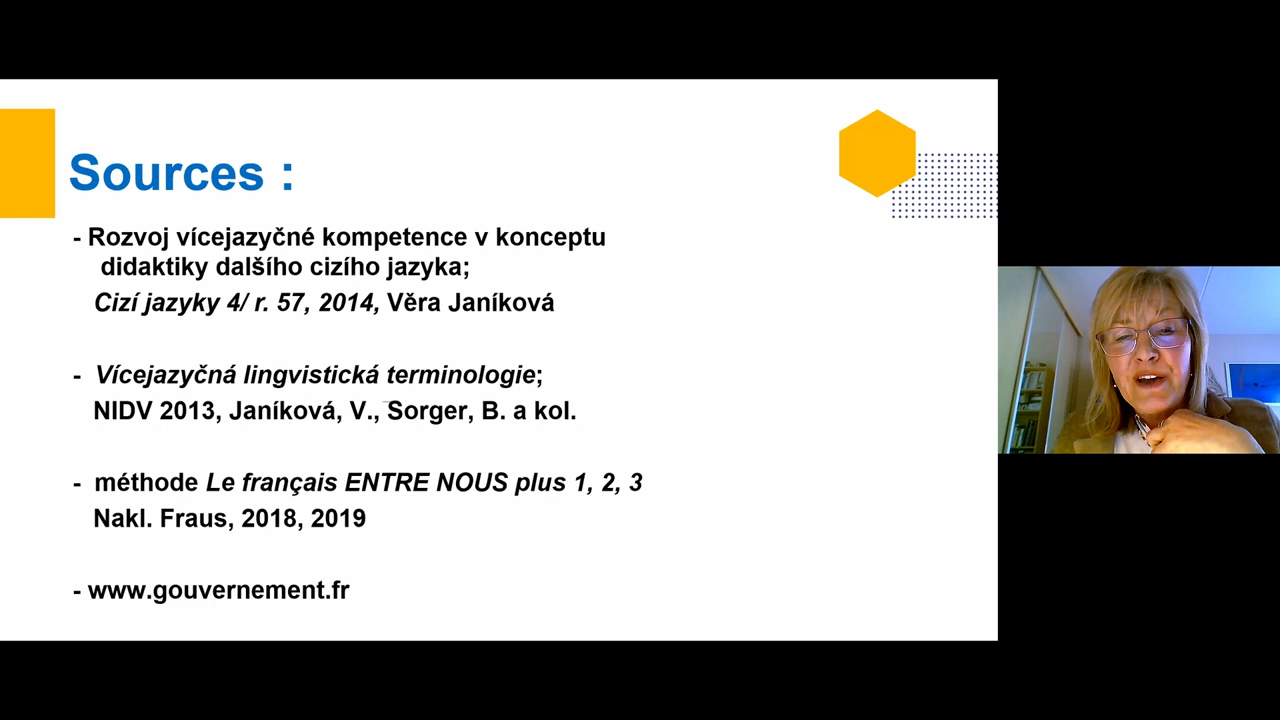 Sources :
- Rozvoj vícejazyčné kompetence v konceptu
didaktiky dalšího cizího jazyka;
Cizí jazyky 4/ r. 57, 2014, Věra Janíková
- Vícejazyčná lingvistická terminologie;
NIDV 2013, Janíková, V., Sorger, B. a kol.
- méthode Le français ENTRE NOUS plus 1, 2, 3
Nakl. Fraus, 2018, 2019
- www.gouvernement.fr